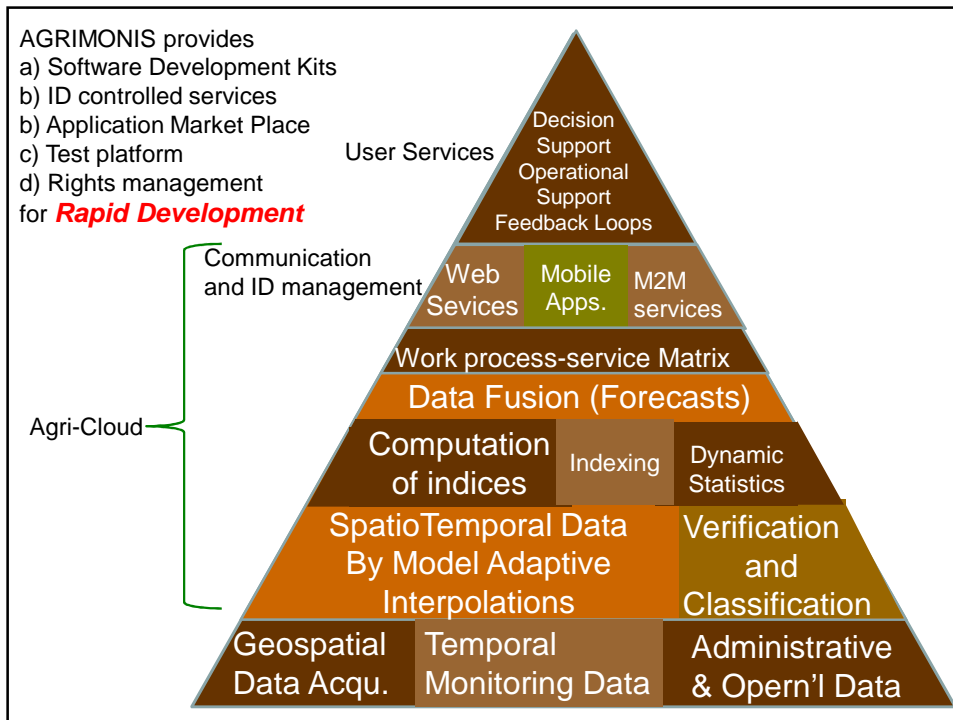 AGRIMONIS provides
a) Software Development Kits
b) ID controlled services
b) Application Market Place
c) Test platform
d) Rights management
for Rapid Development
User Services
Decision
Support
Operational
Support
Feedback Loops
Communication
and ID management
Web
Sevices
Mobile
Apps.
M2M
services
Work process-service Matrix
Data Fusion (Forecasts)
Agri-Cloud
Computation
of indices
Indexing
Dynamic
Statistics
SpatioTemporal Data
By Model Adaptive
Interpolations
Verification
and
Classification
Geospatial
Data Acqu.
Temporal
Monitoring Data
Administrative
& Opern'l Data